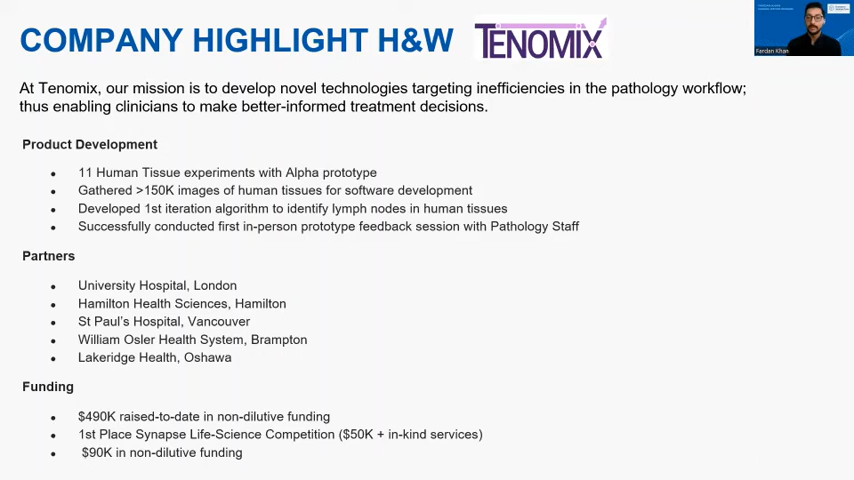 COMPANY HIGHLIGHT H&W TENOMIX
Fardan Khan
At Tenomix, our mission is to develop novel technologies targeting inefficiencies in the pathology workflow;
thus enabling clinicians to make better-informed treatment decisions.
Product Development
• 11 Human Tissue experiments with Alpha prototype
• Gathered >150K images of human tissues for software development
• Developed 1st iteration algorithm to identify lymph nodes in human tissues
• Successfully conducted first in-person prototype feedback session with Pathology Staff
Partners
• University Hospital, London
• Hamilton Health Sciences, Hamilton
• St Paul's Hospital, Vancouver
• William Osler Health System, Brampton
• Lakeridge Health, Oshawa
Funding
• $490K raised-to-date in non-dilutive funding
• 1st Place Synapse Life-Science Competition ($50K + in-kind services)
• $90K in non-dilutive funding